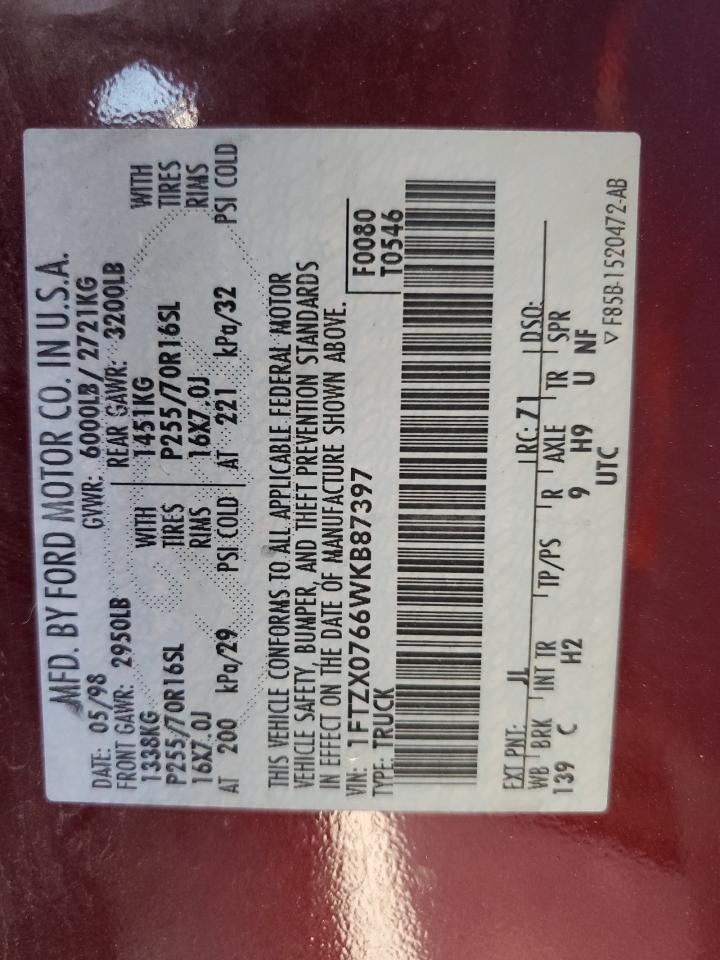 MFD. BY FORD MOTOR CO. IN U.S.A.
DATE: 05/98 GVWR: 6000LB/ 2721KG
FRONT GAWR: 2950LB REAR GAWR: 3200LB
1338KG WITH 1451KG WITH
P255/70R16SL TIRES P255/70R16SL TIRES
16X7.0J RIMS 16X7.0J RIMS
AT 200 kPa/29 PSI COLD AT 221 kPa/32 PSI COLD
THIS VEHICLE CONFORMS TO ALL APPLICABLE FEDERAL MOTOR
VEHICLE SAFETY, BUMPER, AND THEFT PREVENTION STANDARDS
IN EFFECT ON THE DATE OF MANUFACTURE SHOWN ABOVE.
VIN: 1FTZX0766WKB87397 F0080
TYPE: TRUCK T0546
EXT PNT: JL RC: Z1 DSO:
WB BRK INT TR TP/PS R AXLE TR SPR
139 C H2 9 H9 U NF
UTC
▽ F85B-1520472-AB